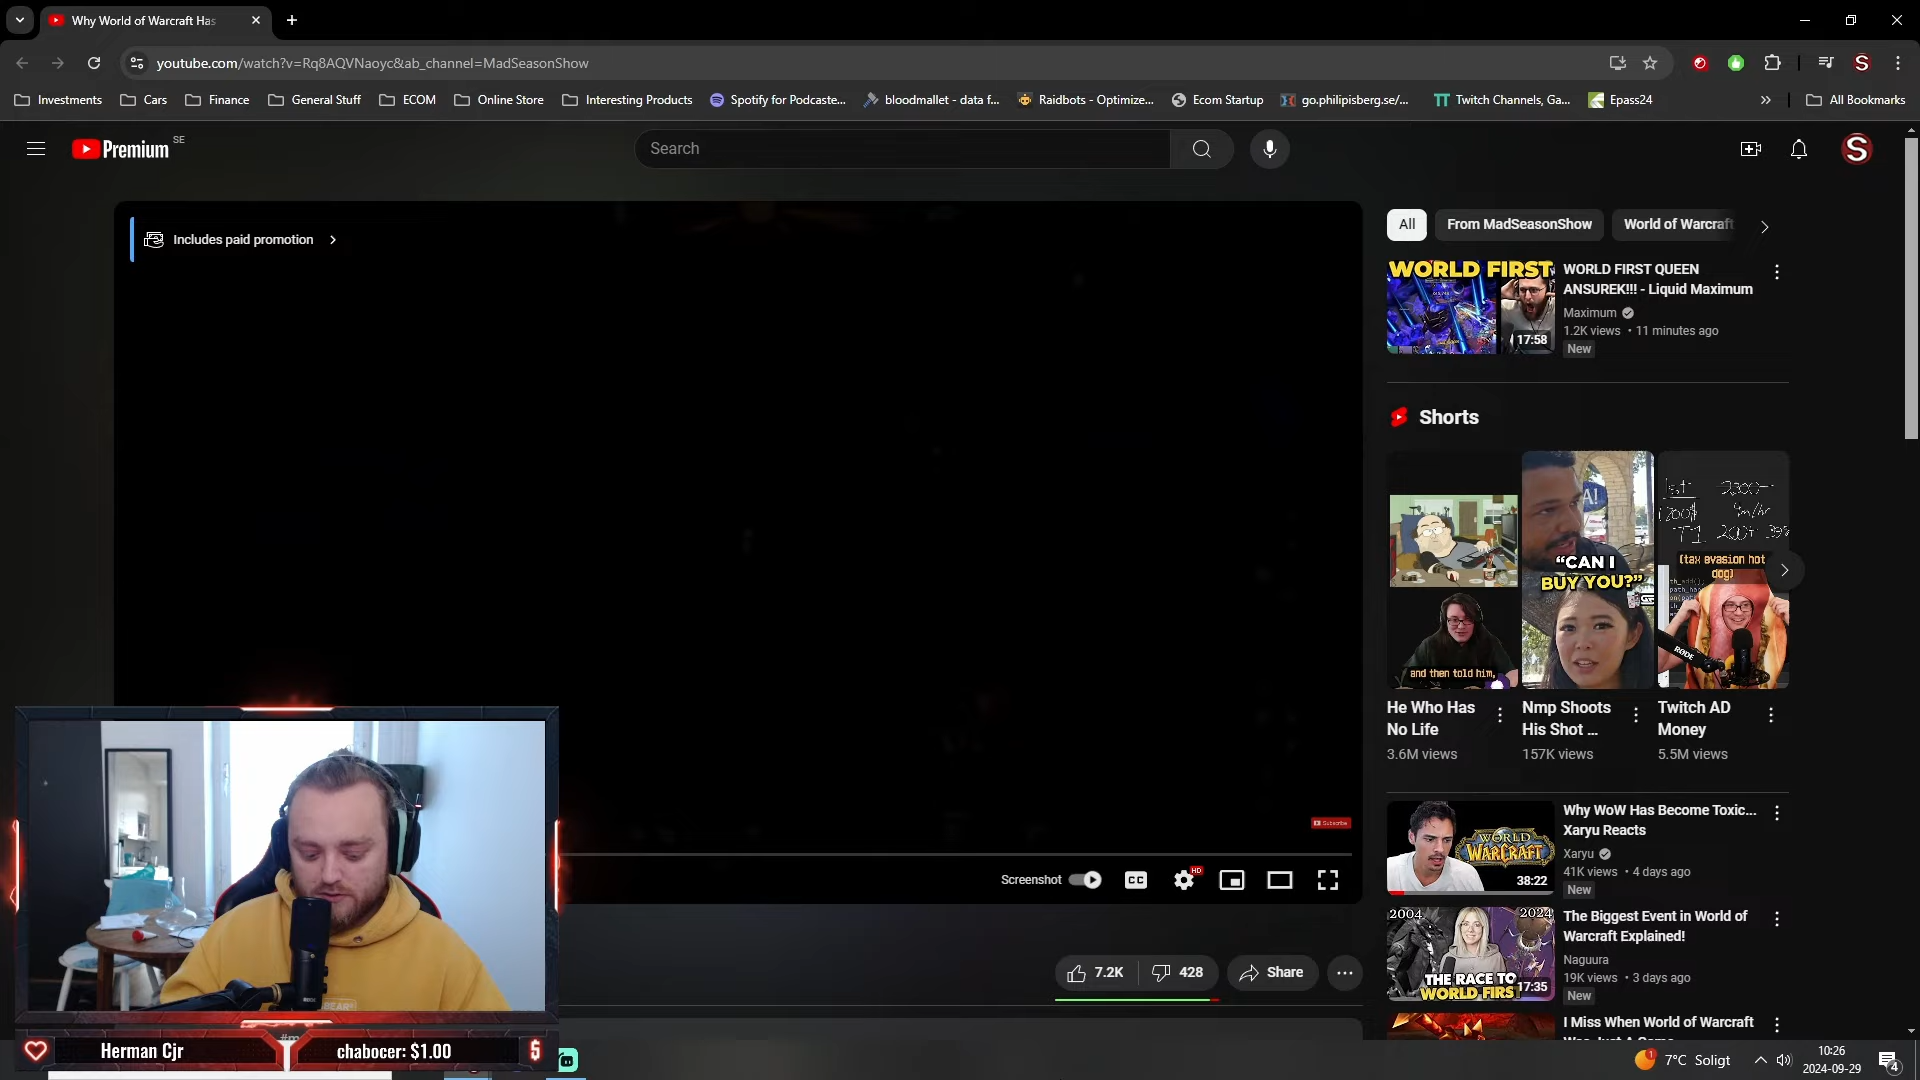 Why World of Warcraft Has
youtube.com/watch?v=Rq8AQVNaoyc&ab_channel=MadSeasonShow
Investments
Cars
Finance
General Stuff
ECOM
Online Store
Interesting Products
Spotify for Podcaste...
bloodmallet - data f...
Raidbots - Optimize...
Ecom Startup
go.philipisberg.se/...
Twitch Channels, Ga...
Epass24
All Bookmarks
Premium SE
Search
Includes paid promotion
All
From MadSeasonShow
World of Warcraft
WORLD FIRST
17:58
WORLD FIRST QUEEN
ANSUREK!!! - Liquid Maximum
Maximum
1.2K views • 11 minutes ago
New
Shorts
and then told him,
"CAN I
BUY YOU?"
(tax evasion hot
dog)
RØDE
He Who Has
No Life
3.6M views
Nmp Shoots
His Shot ...
157K views
Twitch AD
Money
5.5M views
WORLD
WARCRAFT
38:22
Why WoW Has Become Toxic...
Xaryu Reacts
Xaryu
41K views • 4 days ago
New
2004
2024
THE RACE TO
WORLD FIRST
17:35
The Biggest Event in World of
Warcraft Explained!
Naguura
19K views • 3 days ago
New
I Miss When World of Warcraft
Subscribe
Screenshot
CC
HD
7.2K
428
Share
Herman Cjr
chabocer: $1.00
7°C Soligt
10:26
2024-09-29
4